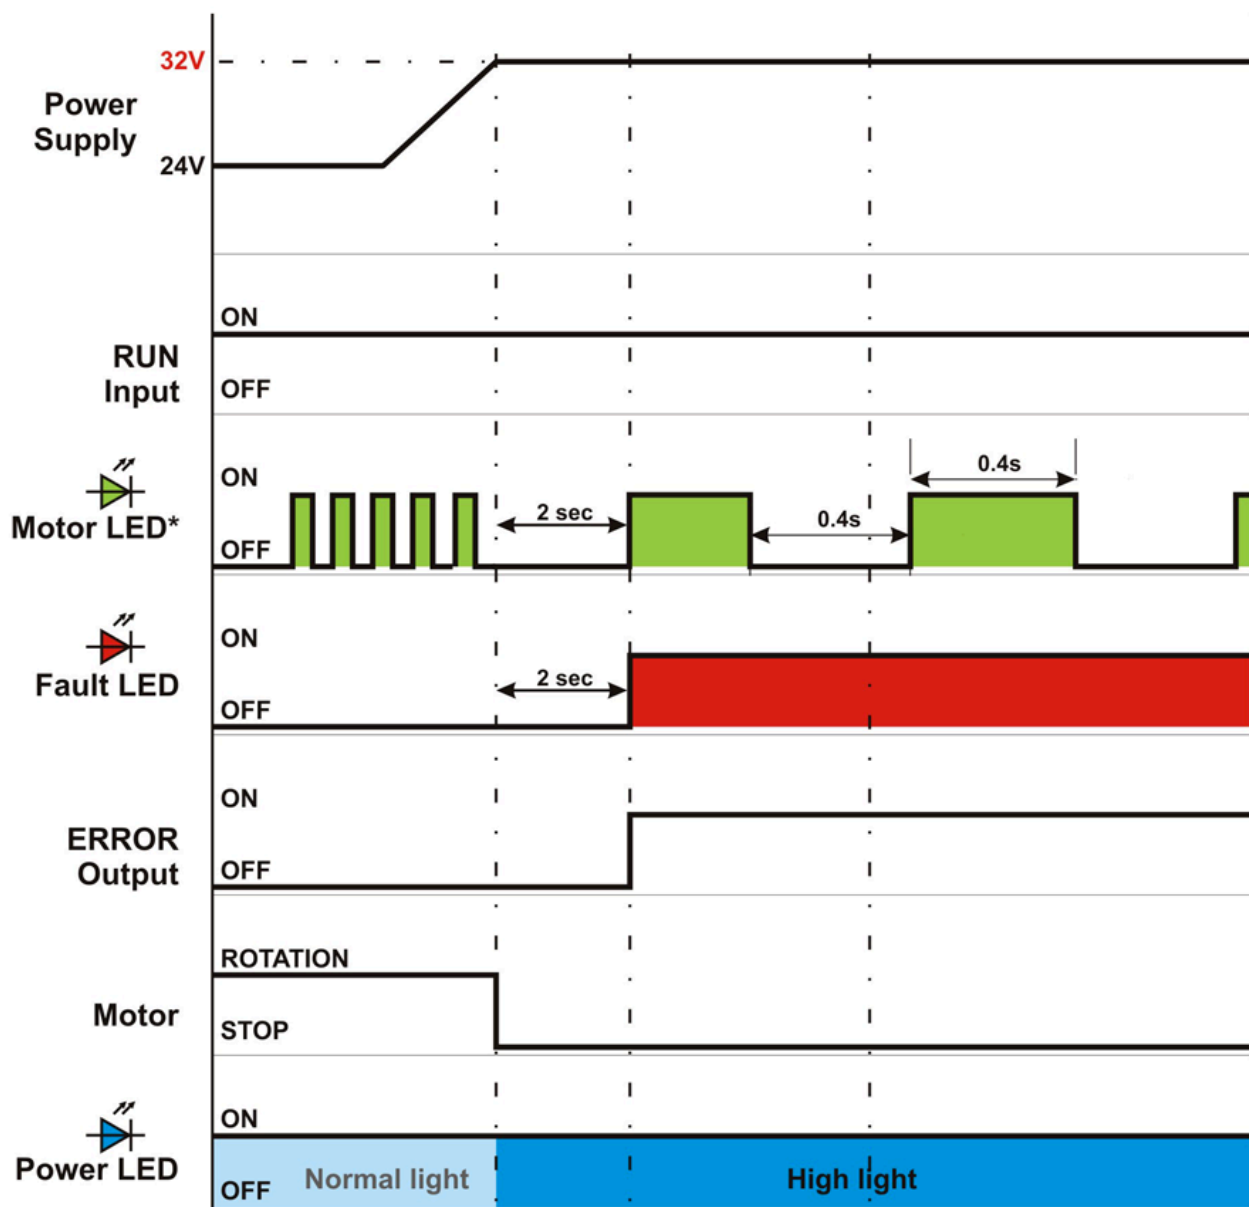 32V
Power
Supply
24V
ON
RUN
Input
OFF
ON
0.4s
Motor LED*
2 sec
0.4s
OFF
ON
Fault LED
2 sec
OFF
ON
ERROR
Output
OFF
ROTATION
Motor
STOP
ON
Power LED
OFF
Normal light
High light